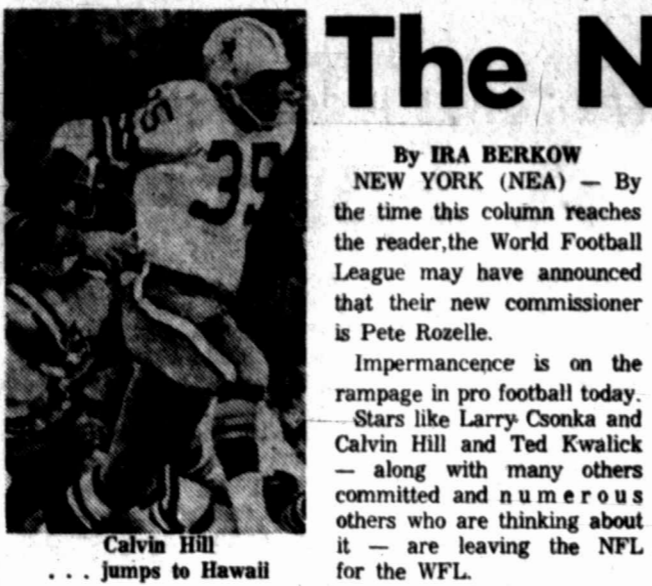 35
39
Calvin Hill
. . . jumps to Hawaii
The N
By IRA BERKOW
NEW YORK (NEA) — By
the time this column reaches
the reader,the World Football
League may have announced
that their new commissioner
is Pete Rozelle.
Impermancence is on the
rampage in pro football today.
Stars like Larry Csonka and
Calvin Hill and Ted Kwalick
— along with many others
committed and n u m e r o u s
others who are thinking about
it — are leaving the NFL
for the WFL.